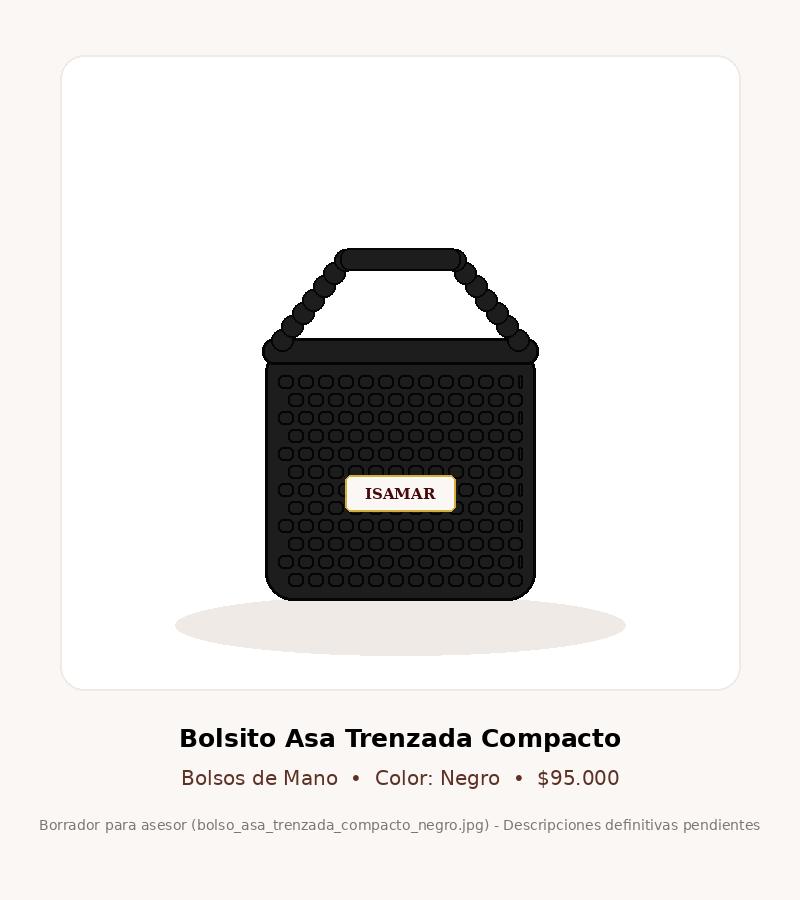 ISAMAR
Bolsito Asa Trenzada Compacto
Bolsos de Mano • Color: Negro • $95.000
Borrador para asesor (bolso_asa_trenzada_compacto_negro.jpg) - Descripciones definitivas pendientes